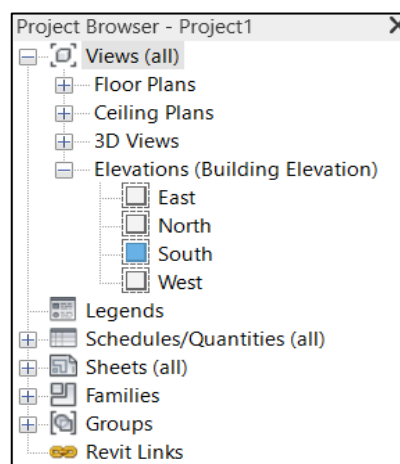 Project Browser - Project1
Views (all)
Floor Plans
Ceiling Plans
3D Views
Elevations (Building Elevation)
East
North
South
West
Legends
Schedules/Quantities (all)
Sheets (all)
Families
Groups
Revit Links